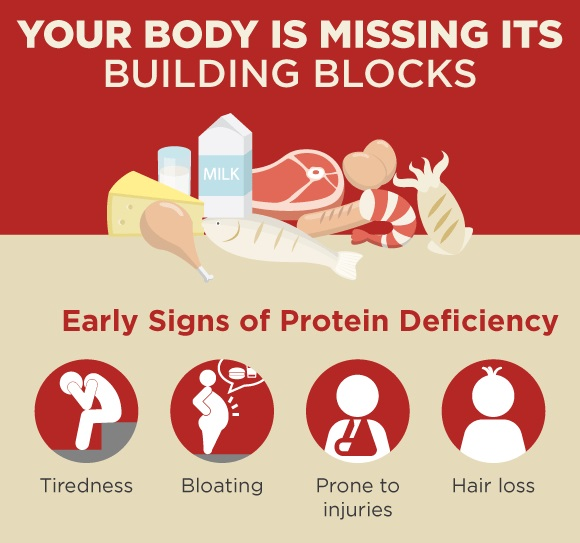 YOUR BODY IS MISSING ITS
BUILDING BLOCKS
MILK
Early Signs of Protein Deficiency
Tiredness
Bloating
Prone to
injuries
Hair loss